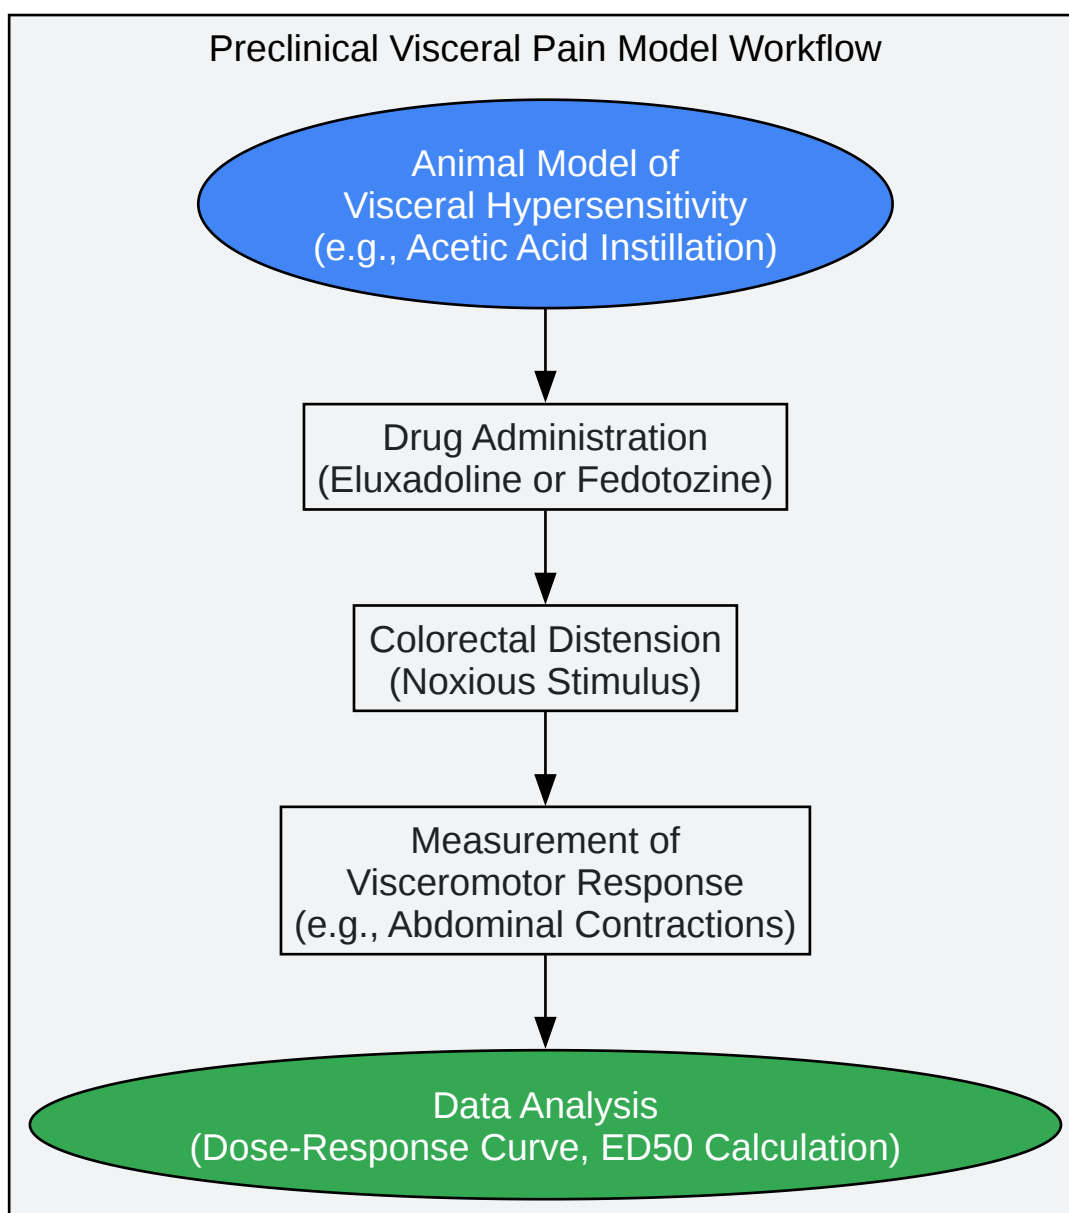 Preclinical Visceral Pain Model Workflow
Animal Model of
Visceral Hypersensitivity
(e.g., Acetic Acid Instillation)
Drug Administration
(Eluxadoline or Fedotozine)
Colorectal Distension
(Noxious Stimulus)
Measurement of
Visceromotor Response
(e.g., Abdominal Contractions)
Data Analysis
(Dose-Response Curve, ED50 Calculation)